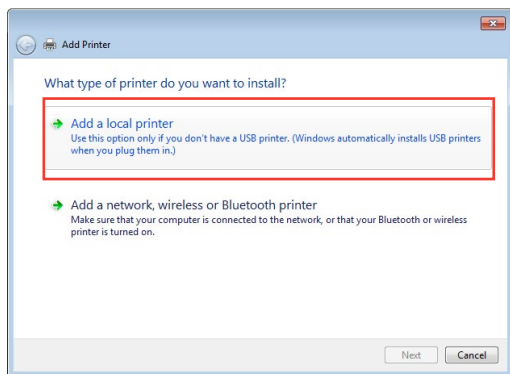 Add Printer
What type of printer do you want to install?
Add a local printer
Use this option only if you don't have a USB printer. (Windows automatically installs USB printers
when you plug them in.)
Add a network, wireless or Bluetooth printer
Make sure that your computer is connected to the network, or that your Bluetooth or wireless
printer is turned on.
Next Cancel